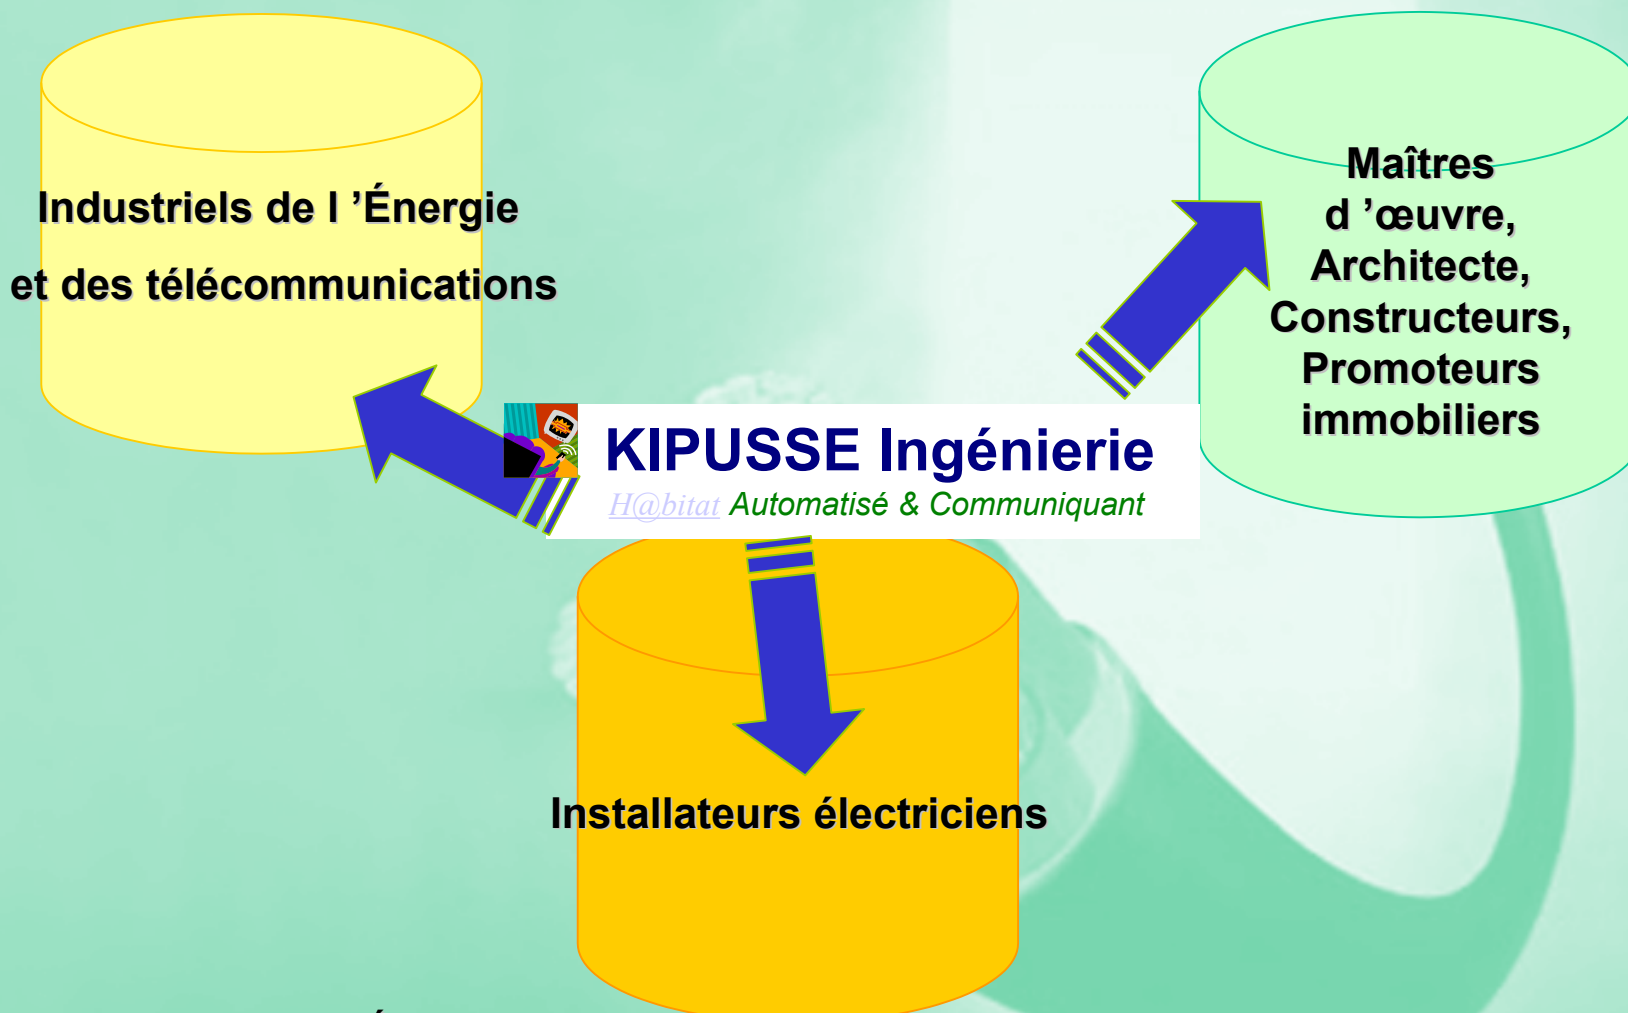 Industriels de l ’Énergie
et des télécommunications
Maîtres
d ’œuvre,
Architecte,
Constructeurs,
Promoteurs
immobiliers
KIPUSSE Ingénierie
H@bitat Automatisé & Communiquant
Installateurs électriciens